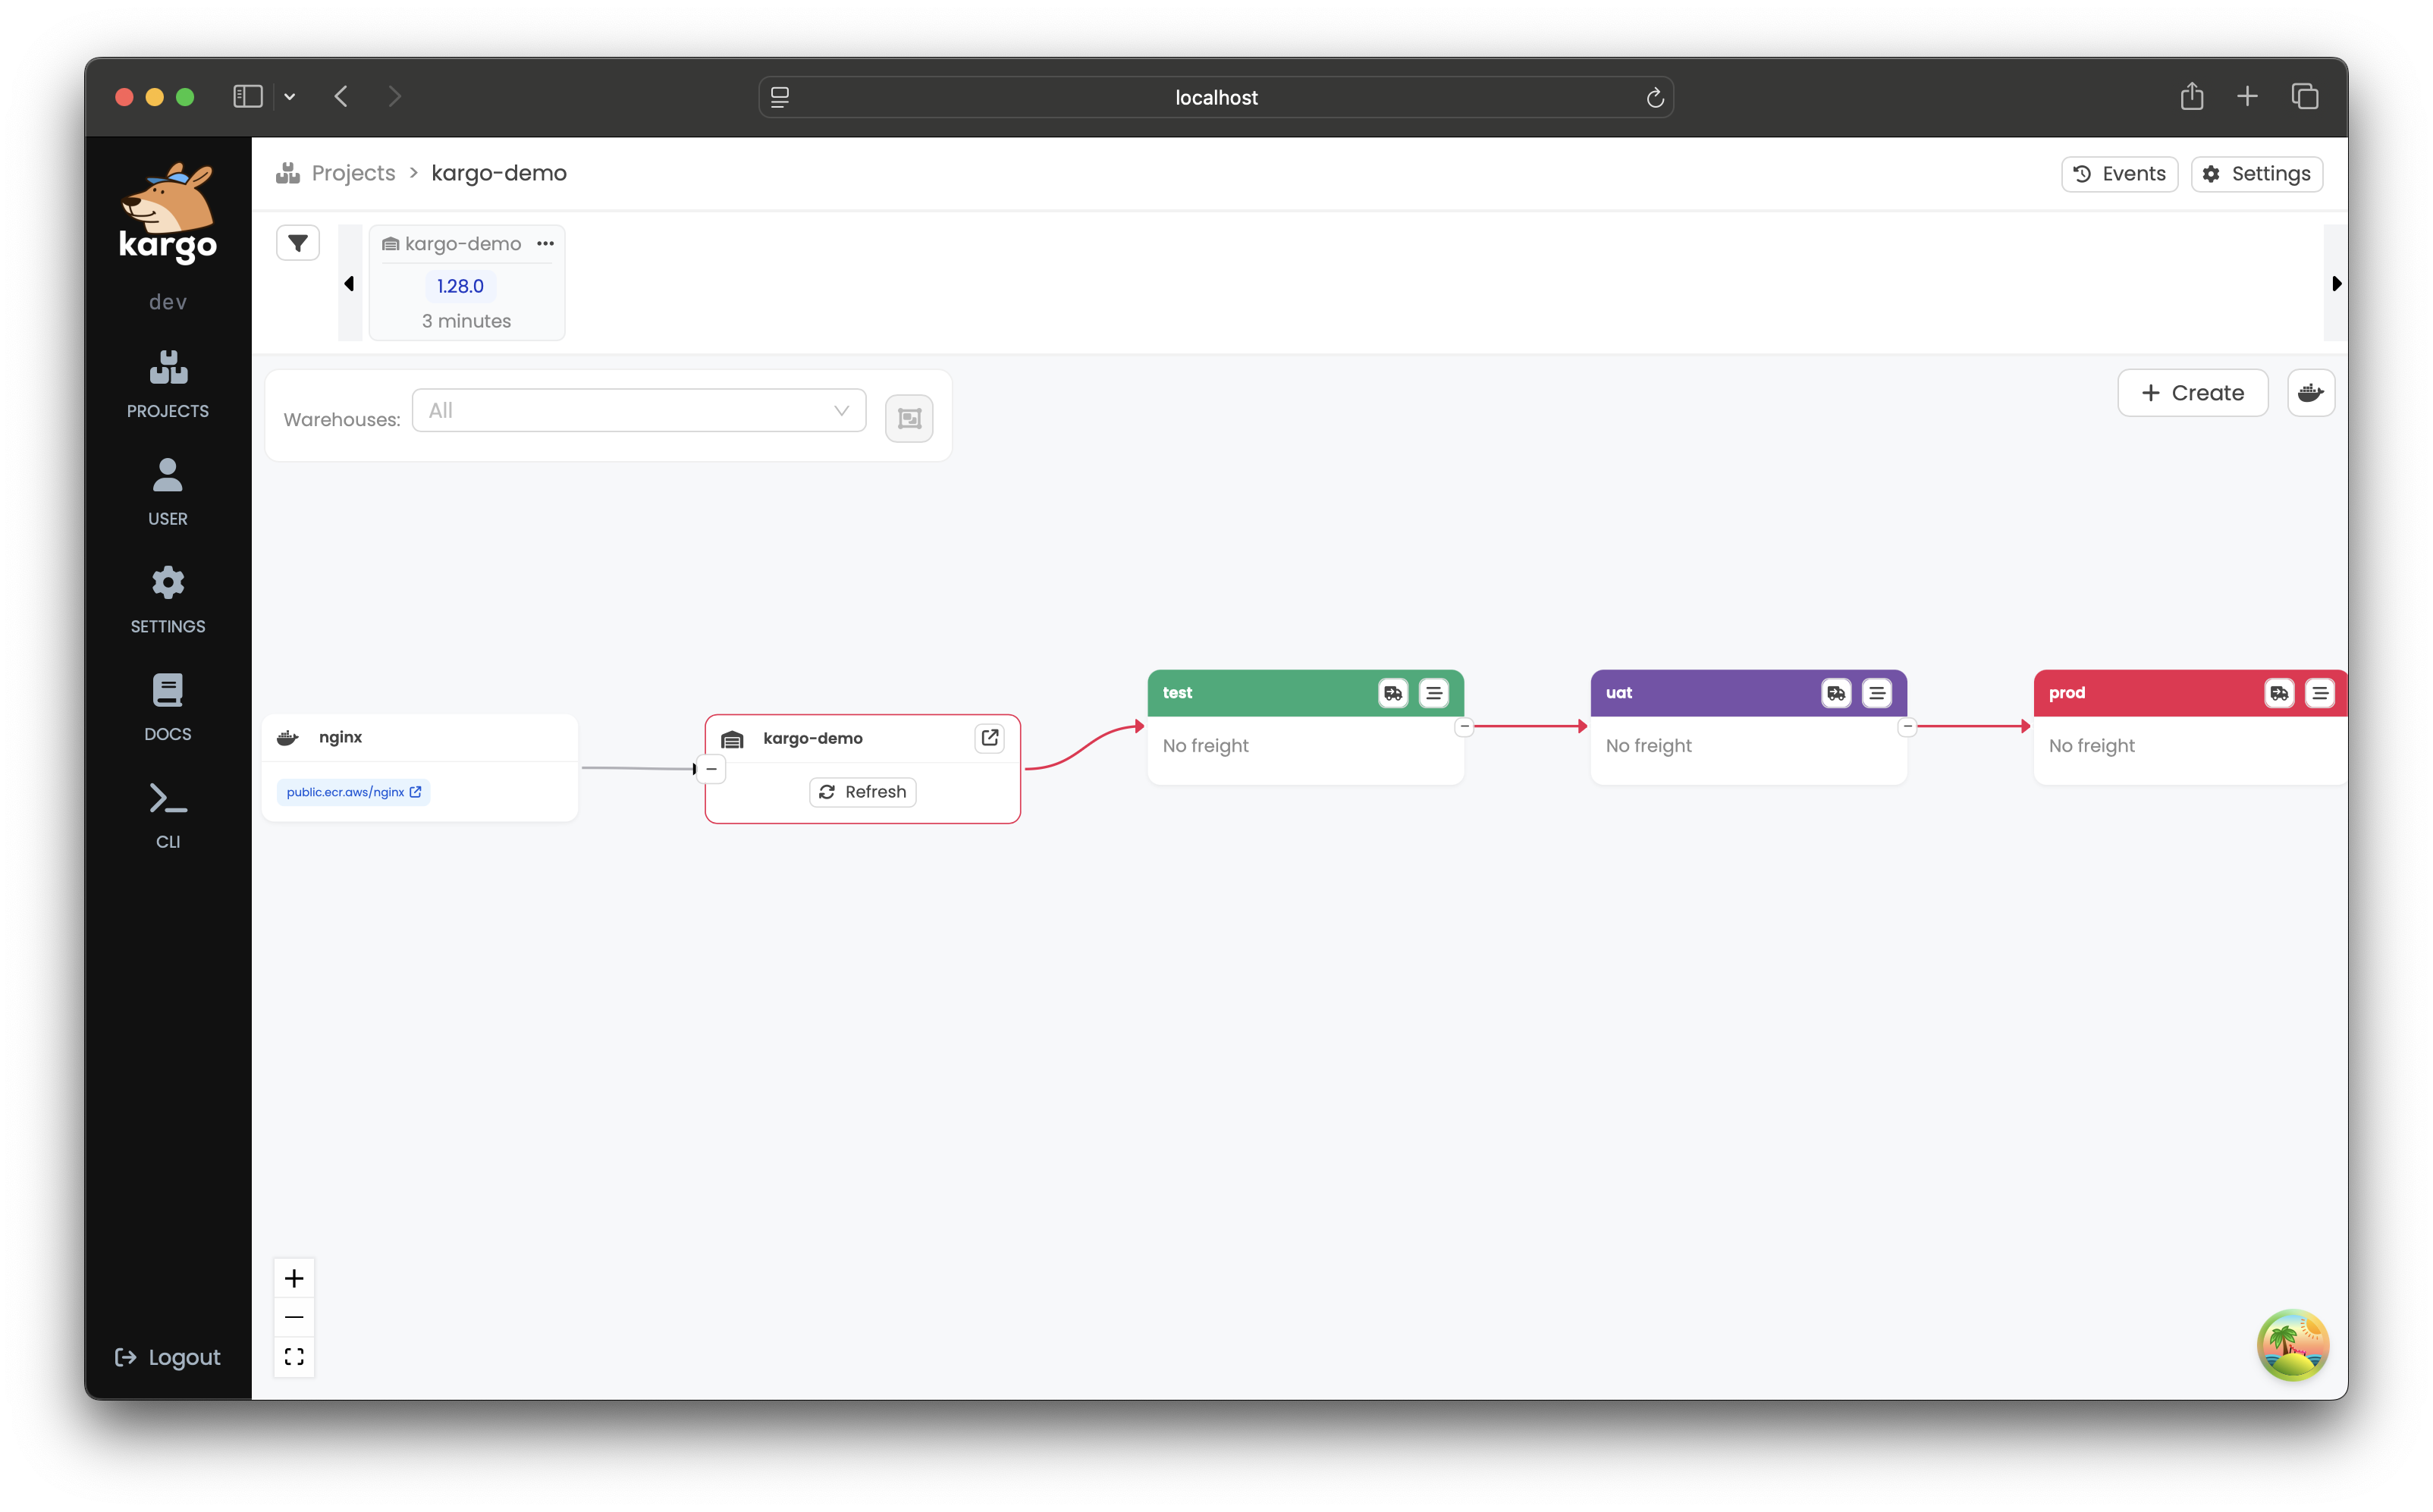 localhost
kargo
dev
PROJECTS
USER
SETTINGS
DOCS
CLI
Logout
Projects > kargo-demo
Events
Settings
kargo-demo
1.28.0
3 minutes
Warehouses:
All
Create
nginx
public.ecr.aws/nginx
kargo-demo
Refresh
test
No freight
uat
No freight
prod
No freight